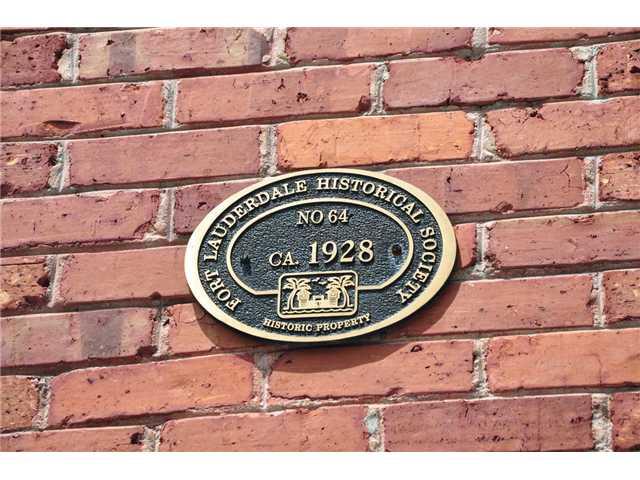 FORT LAUDERDALE HISTORICAL SOCIETY
NO 64
CA. 1928
HISTORIC PROPERTY